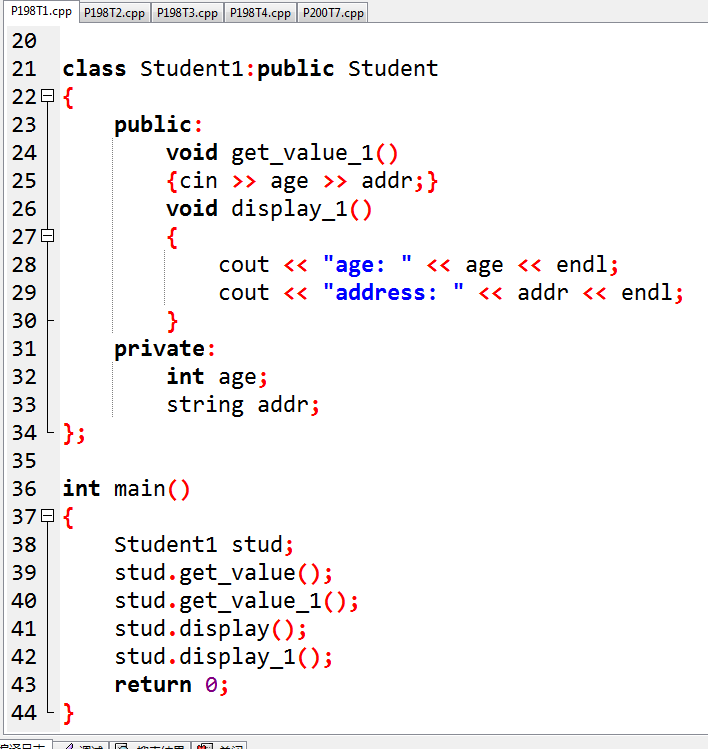 P198T1.cpp P198T2.cpp P198T3.cpp P198T4.cpp P200T7.cpp
20
21 class Student1:public Student
22 {
23 public:
24 void get_value_1()
25 {cin >> age >> addr;}
26 void display_1()
27 {
28 cout << "age: " << age << endl;
29 cout << "address: " << addr << endl;
30 }
31 private:
32 int age;
33 string addr;
34 };
35
36 int main()
37 {
38 Student1 stud;
39 stud.get_value();
40 stud.get_value_1();
41 stud.display();
42 stud.display_1();
43 return 0;
44 }